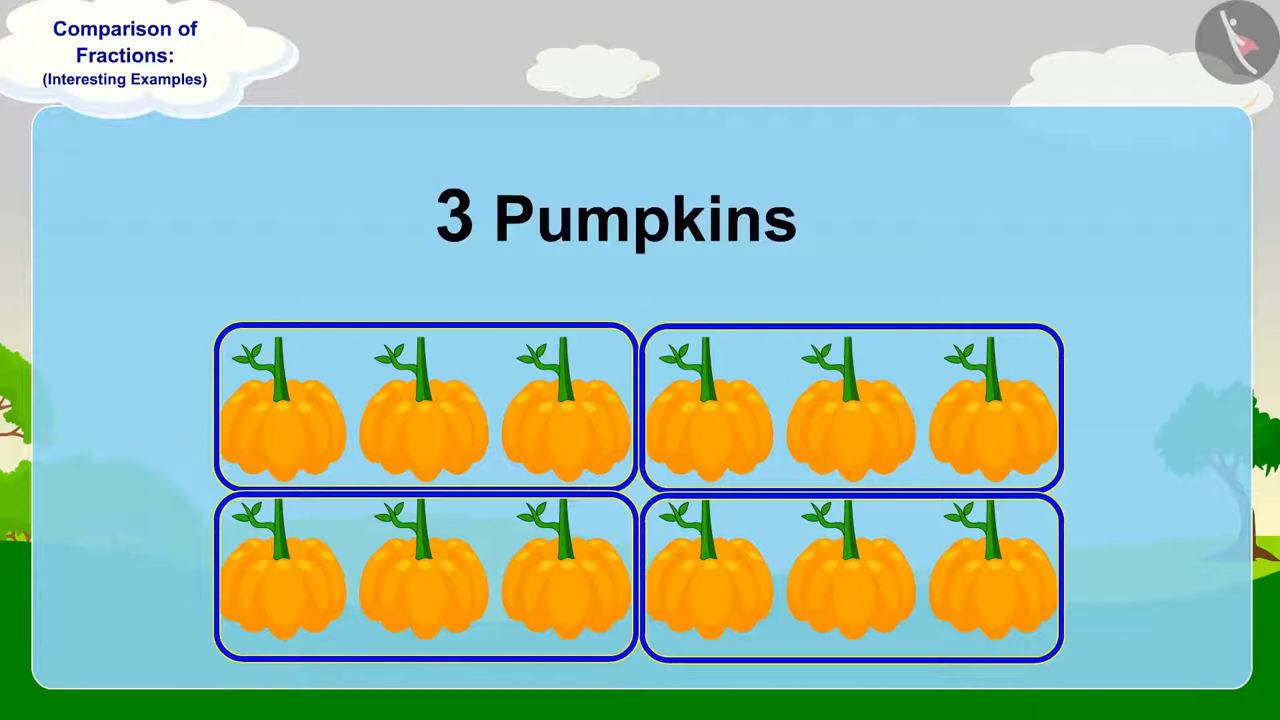 Comparison of
Fractions:
(Interesting Examples)
3 Pumpkins